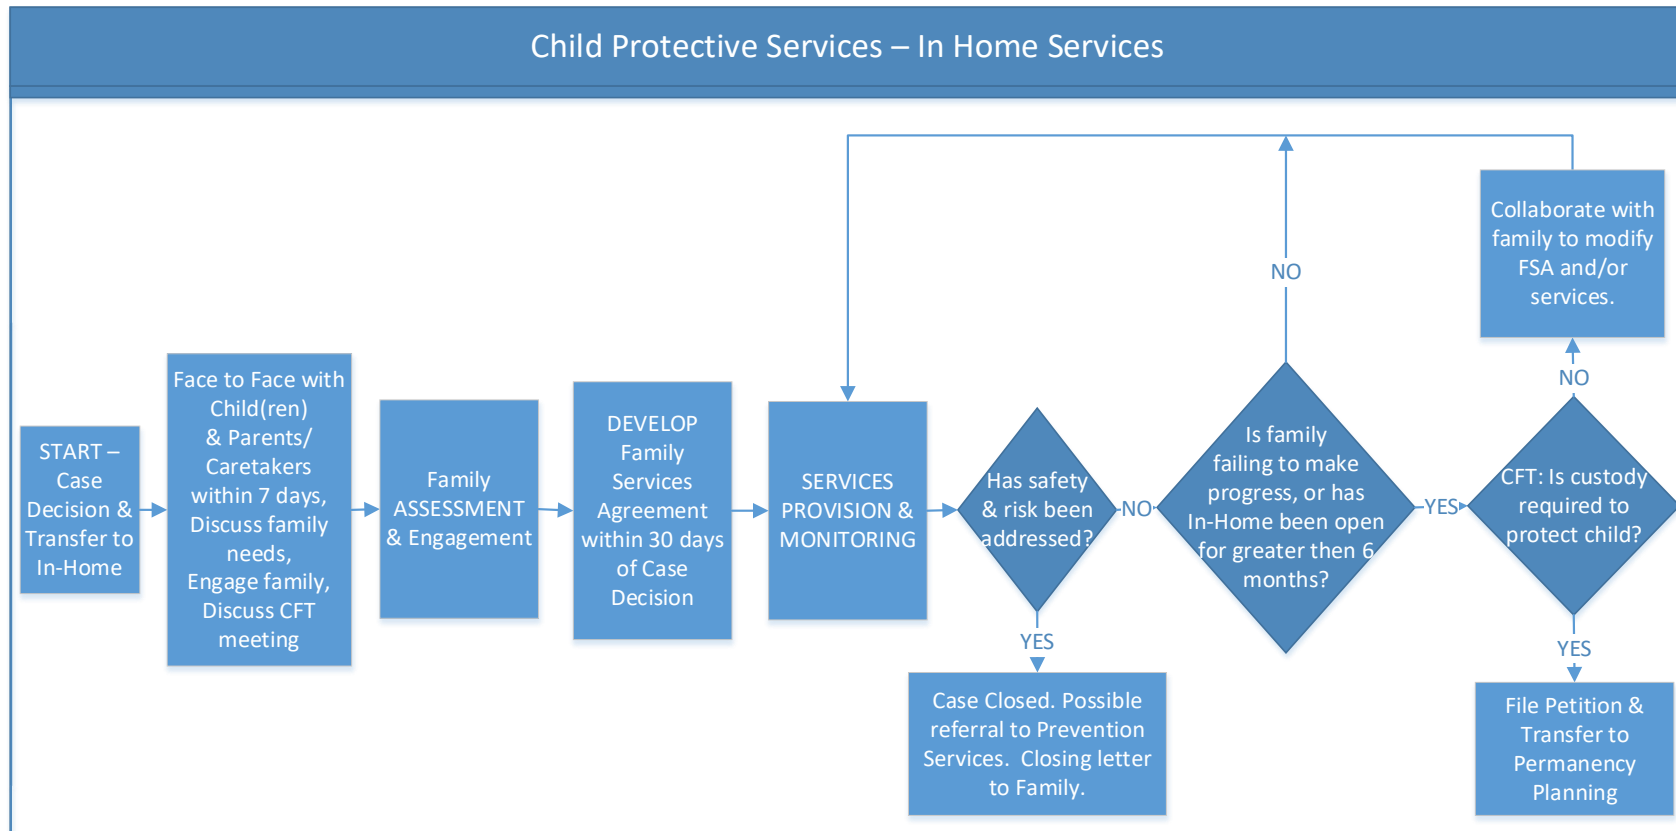 Child Protective Services – In Home Services
START –
Case
Decision &
Transfer to
In-Home
Face to Face with
Child(ren)
& Parents/
Caretakers
within 7 days,
Discuss family
needs,
Engage family,
Discuss CFT
meeting
Family
ASSESSMENT
& Engagement
DEVELOP
Family
Services
Agreement
within 30 days
of Case
Decision
SERVICES
PROVISION &
MONITORING
Has safety
& risk been
addressed?
NO
YES
Case Closed. Possible
referral to Prevention
Services.  Closing letter
to Family.
Is family
failing to make
progress, or has
In-Home been open
for greater then 6
months?
NO
YES
CFT: Is custody
required to
protect child?
NO
Collaborate with
family to modify
FSA and/or
services.
YES
File Petition &
Transfer to
Permanency
Planning